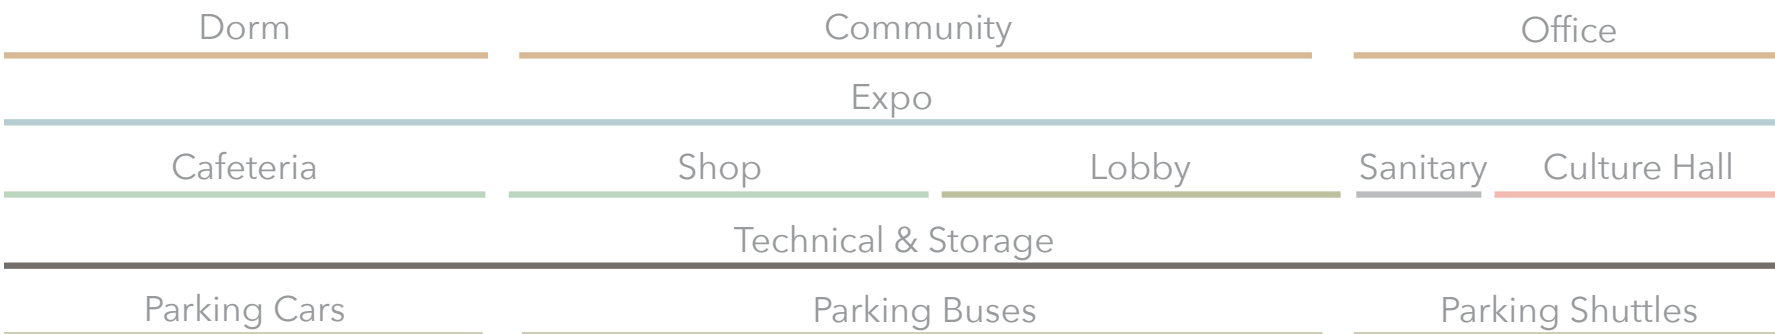 Dorm Community Office
Expo
Cafeteria Shop Lobby Sanitary Culture Hall
Technical & Storage
Parking Cars Parking Buses Parking Shuttles